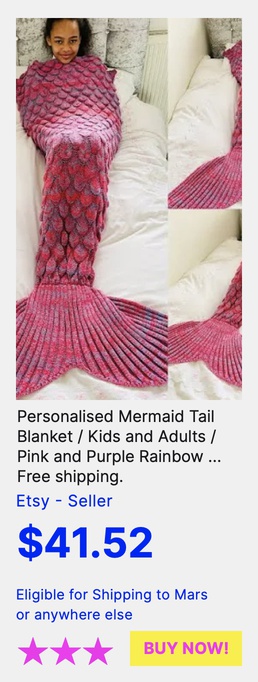 Personalised Mermaid Tail
Blanket / Kids and Adults /
Pink and Purple Rainbow ...
Free shipping.
Etsy - Seller
$41.52
Eligible for Shipping to Mars
or anywhere else
BUY NOW!